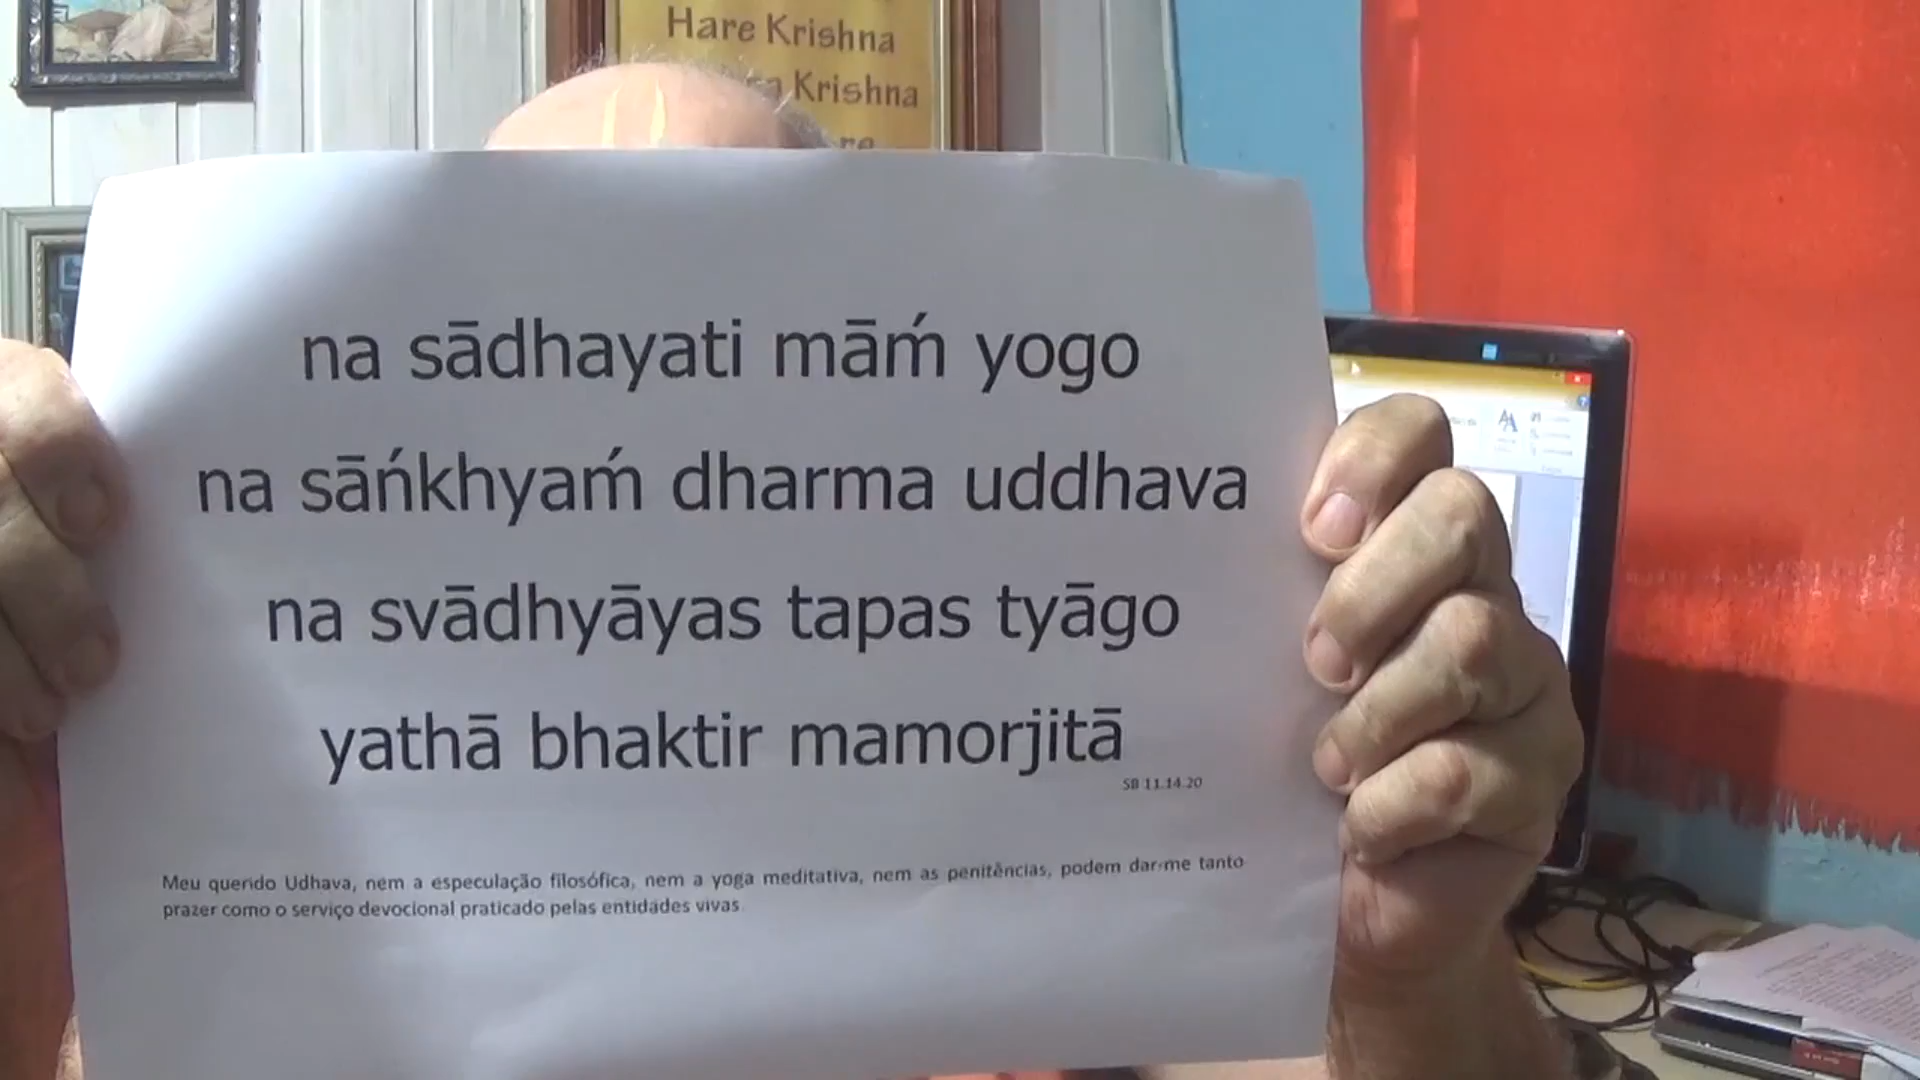 Hare Krishna
Krishna
na sādhayati māḿ yogo
na sāńkhyaḿ dharma uddhava
na svādhyāyas tapas tyāgo
yathā bhaktir mamorjitā
SB 11.14.20
Meu querido Udhava, nem a especulação filosófica, nem a yoga meditativa, nem as penitências, podem dar-me tanto
prazer como o serviço devocional praticado pelas entidades vivas.